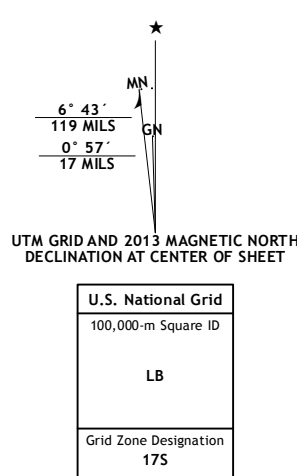 ★
MN
6° 43´
119 MILS
GN
0° 57´
17 MILS
UTM GRID AND 2013 MAGNETIC NORTH
DECLINATION AT CENTER OF SHEET
U.S. National Grid
100,000-m Square ID
LB
Grid Zone Designation
17S